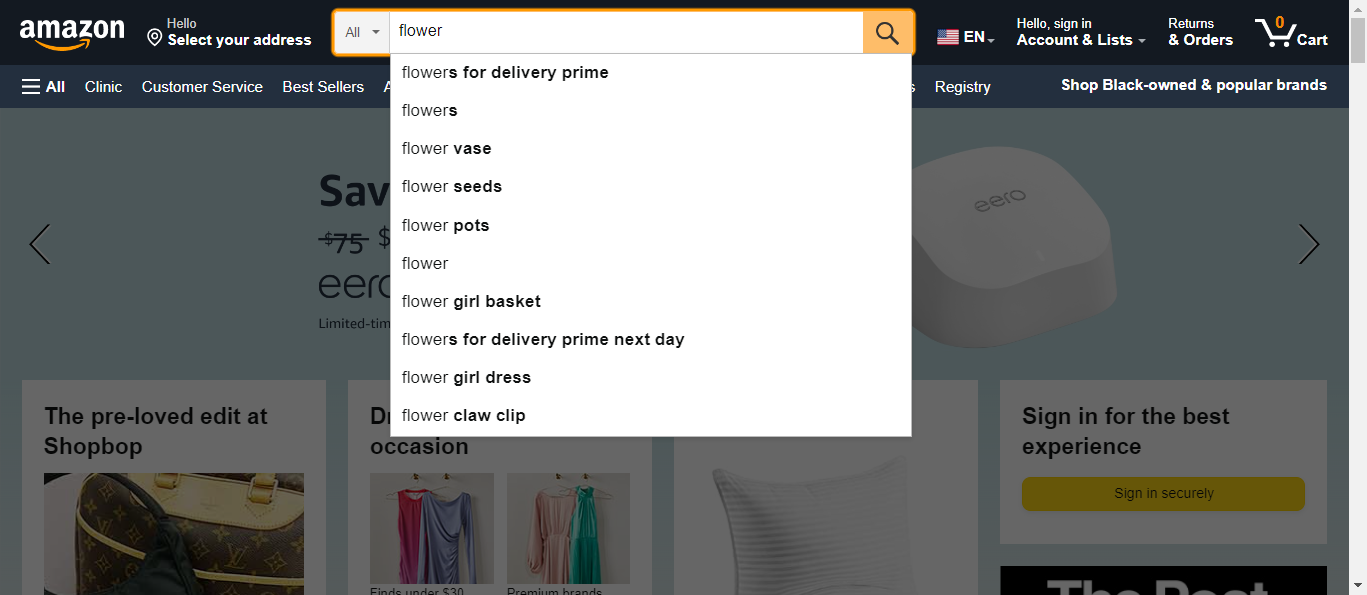 amazon
Hello
Select your address
All
flower
EN
Hello, sign in
Account & Lists
Returns
& Orders
0
Cart
All
Clinic
Customer Service
Best Sellers
Registry
Shop Black-owned & popular brands
flowers for delivery prime
flowers
flower vase
flower seeds
flower pots
flower
flower girl basket
flowers for delivery prime next day
flower girl dress
flower claw clip
Sav
$75 $
eero
Limited-tim
eero
The pre-loved edit at
Shopbop
occasion
Finds under $30
Premium brands
Sign in for the best
experience
Sign in securely
The Best